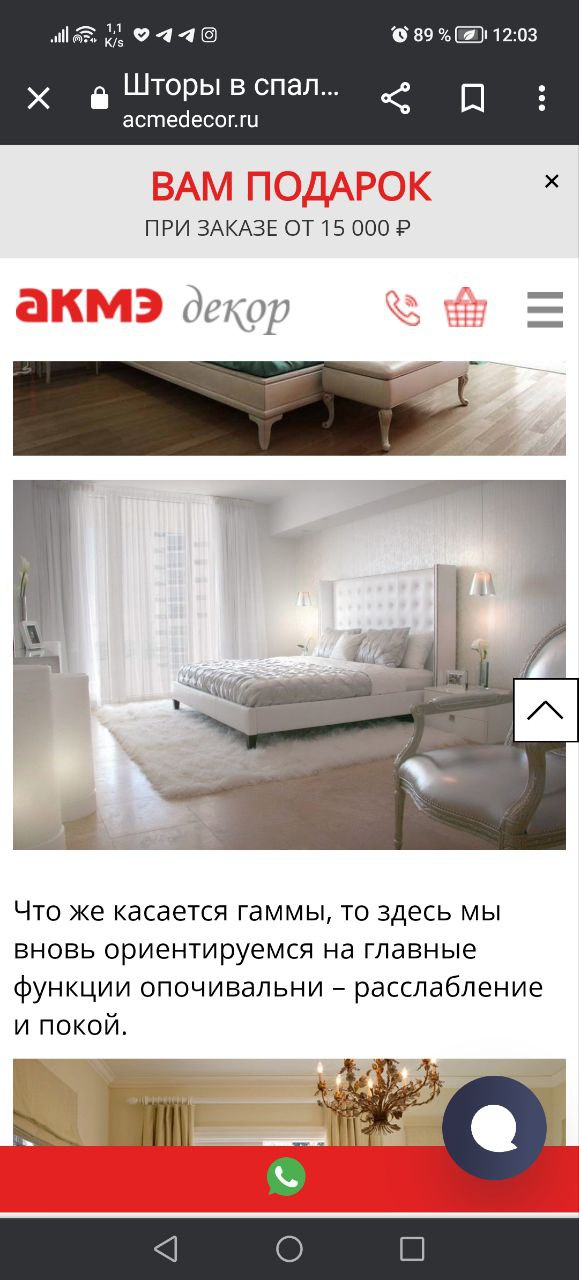 1,1
K/s
89 %
12:03
Шторы в спал...
acmedecor.ru
ВАМ ПОДАРОК
ПРИ ЗАКАЗЕ ОТ 15 000 ₽
акмэ декор
Что же касается гаммы, то здесь мы
вновь ориентируемся на главные
функции опочивальни – расслабление
и покой.